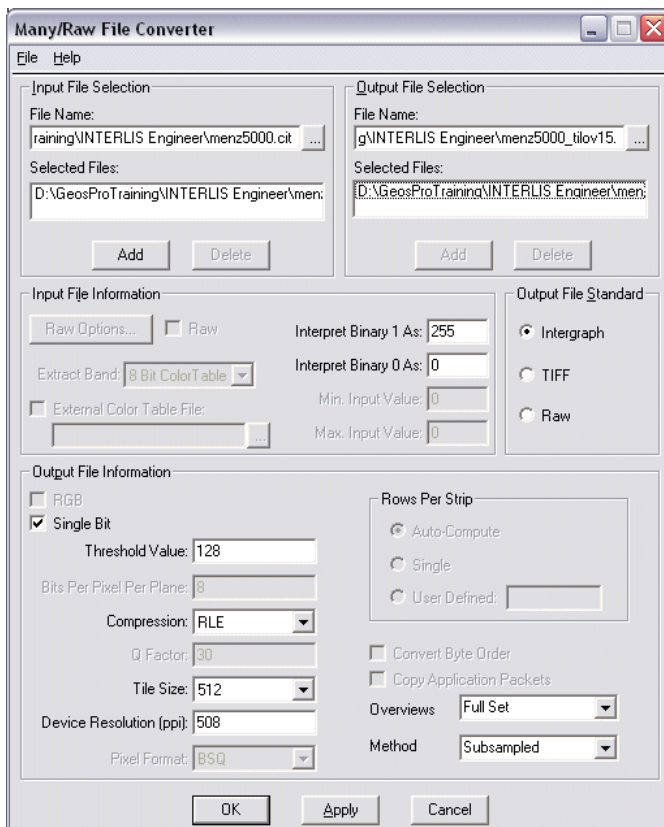 Many/Raw File Converter
File Help
Input File Selection
File Name:
raining\INTERLIS Engineer\menz5000.cit ...
Selected Files:
D:\GeosProTraining\INTERLIS Engineer\men
Add Delete
Output File Selection
File Name:
g\INTERLIS Engineer\menz5000_tilov15. ...
Selected Files:
D:\GeosProTraining\INTERLIS Engineer\men
Add Delete
Input File Information
Raw Options... Raw
Extract Band: 8 Bit ColorTable
External Color Table File:
...
Interpret Binary 1 As: 255
Interpret Binary 0 As: 0
Min. Input Value: 0
Max. Input Value: 0
Output File Standard
Intergraph
TIFF
Raw
Output File Information
RGB
Single Bit
Threshold Value: 128
Bits Per Pixel Per Plane: 8
Compression: RLE
Q Factor: 30
Tile Size: 512
Device Resolution (ppi): 508
Pixel Format: BSQ
Rows Per Strip
Auto-Compute
Single
User Defined:
Convert Byte Order
Copy Application Packets
Overviews Full Set
Method Subsampled
OK Apply Cancel